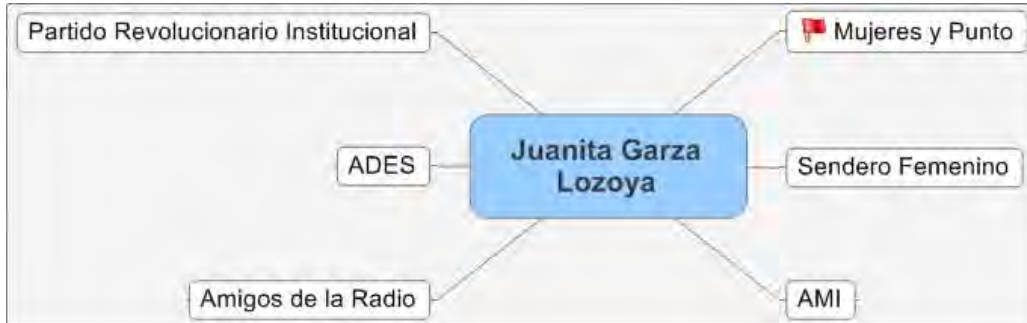 Partido Revolucionario Institucional
Mujeres y Punto
Juanita Garza
Lozoya
ADES
Sendero Femenino
Amigos de la Radio
AMI